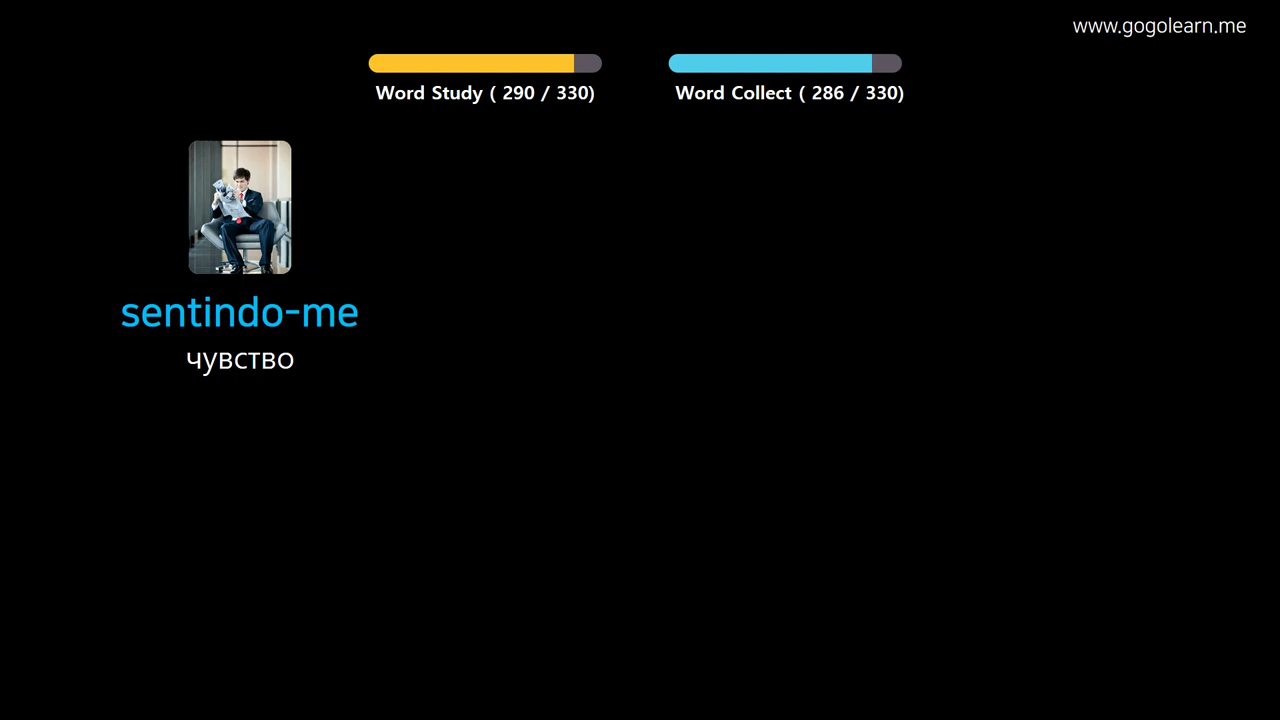 www.gogolearn.me
Word Study ( 290 / 330)
Word Collect ( 286 / 330)
sentindo-me
чувство